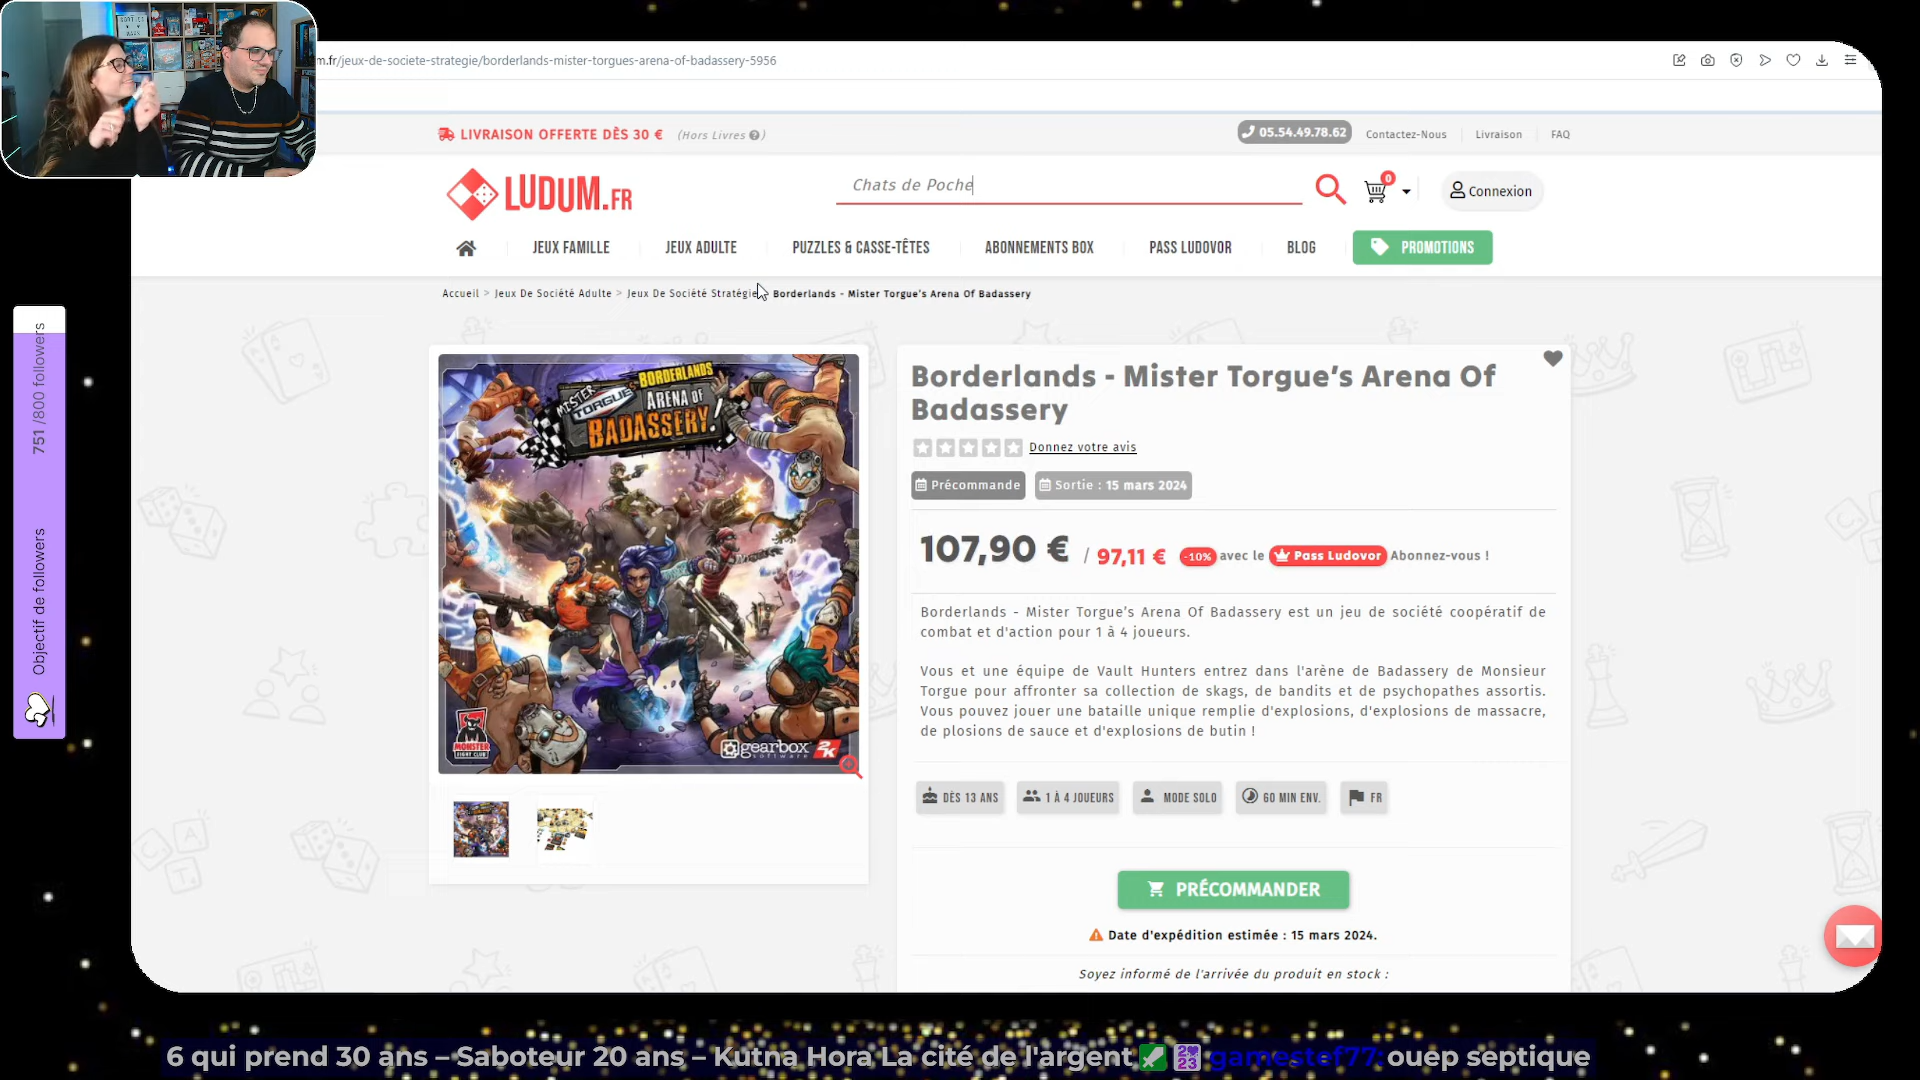 m.fr/jeux-de-societe-strategie/borderlands-mister-torgues-arena-of-badassery-5956
LIVRAISON OFFERTE DÈS 30 € (Hors Livres ?)
05.54.49.78.62 Contactez-Nous Livraison FAQ
LUDUM.FR
Chats de Poche
0
Connexion
JEUX FAMILLE JEUX ADULTE PUZZLES & CASSE-TÊTES ABONNEMENTS BOX PASS LUDOVOR BLOG PROMOTIONS
Accueil > Jeux De Société Adulte > Jeux De Société Stratégie Borderlands - Mister Torgue's Arena Of Badassery
BORDERLANDS
MISTER TORGUE'S ARENA OF BADASSERY!
MONSTER FIGHT CLUB
gearbox software 2K
Borderlands - Mister Torgue's Arena Of
Badassery
Donnez votre avis
Précommande Sortie : 15 mars 2024
107,90 € / 97,11 € -10% avec le Pass Ludovor Abonnez-vous !
Borderlands - Mister Torgue's Arena Of Badassery est un jeu de société coopératif de
combat et d'action pour 1 à 4 joueurs.
Vous et une équipe de Vault Hunters entrez dans l'arène de Badassery de Monsieur
Torgue pour affronter sa collection de skags, de bandits et de psychopathes assortis.
Vous pouvez jouer une bataille unique remplie d'explosions, d'explosions de massacre,
de plosions de sauce et d'explosions de butin !
DÈS 13 ANS 1 À 4 JOUEURS MODE SOLO 60 MIN ENV. FR
PRÉCOMMANDER
Date d'expédition estimée : 15 mars 2024.
Soyez informé de l'arrivée du produit en stock :
Objectif de followers 751 /800 followers
6 qui prend 30 ans – Saboteur 20 ans – Kutna Hora La cité de l'argent 2023 gamestef77: ouep septique